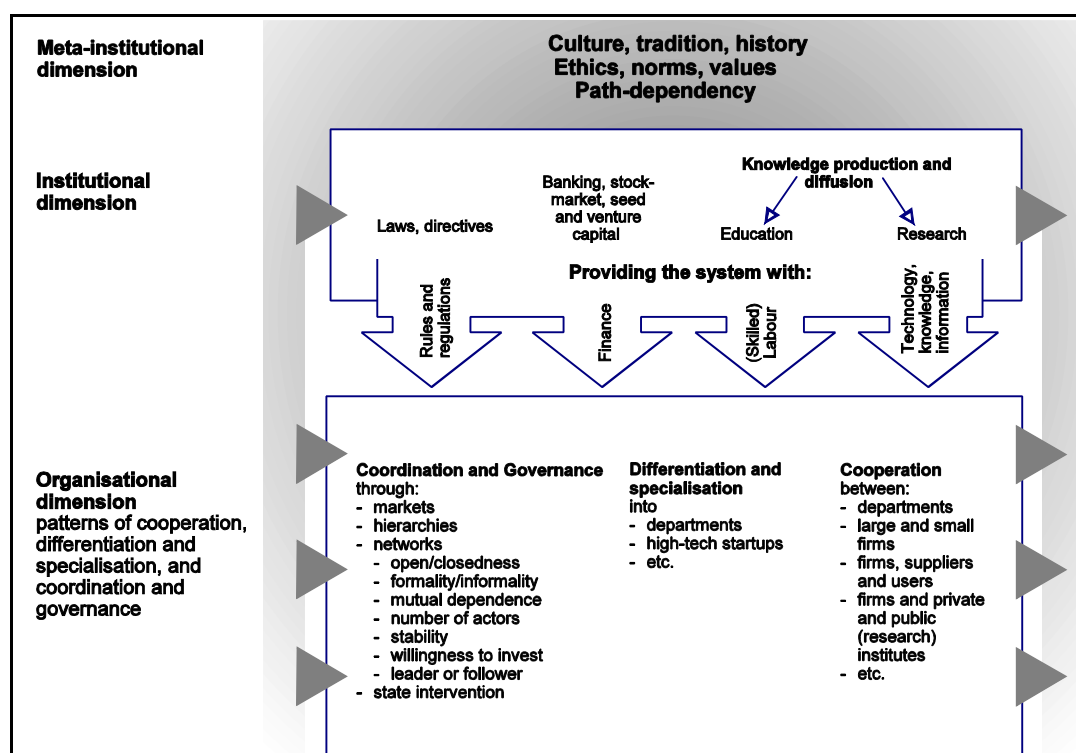 Meta-institutional
dimension
Culture, tradition, history
Ethics, norms, values
Path-dependency
Institutional
dimension
Laws, directives
Banking, stock-
market, seed
and venture
capital
Knowledge production and
diffusion
Education
Research
Providing the system with:
Rules and
regulations
Finance
(Skilled)
Labour
Technology,
knowledge,
information
Organisational
dimension
patterns of cooperation,
differentiation and
specialisation, and
coordination and
governance
Coordination and Governance
through:
- markets
- hierarchies
- networks
- open/closedness
- formality/informality
- mutual dependence
- number of actors
- stability
- willingness to invest
- leader or follower
- state intervention
Differentiation and
specialisation
into
- departments
- high-tech startups
- etc.
Cooperation
between:
- departments
- large and small
firms
- firms, suppliers
and users
- firms and private
and public
(research)
institutes
- etc.